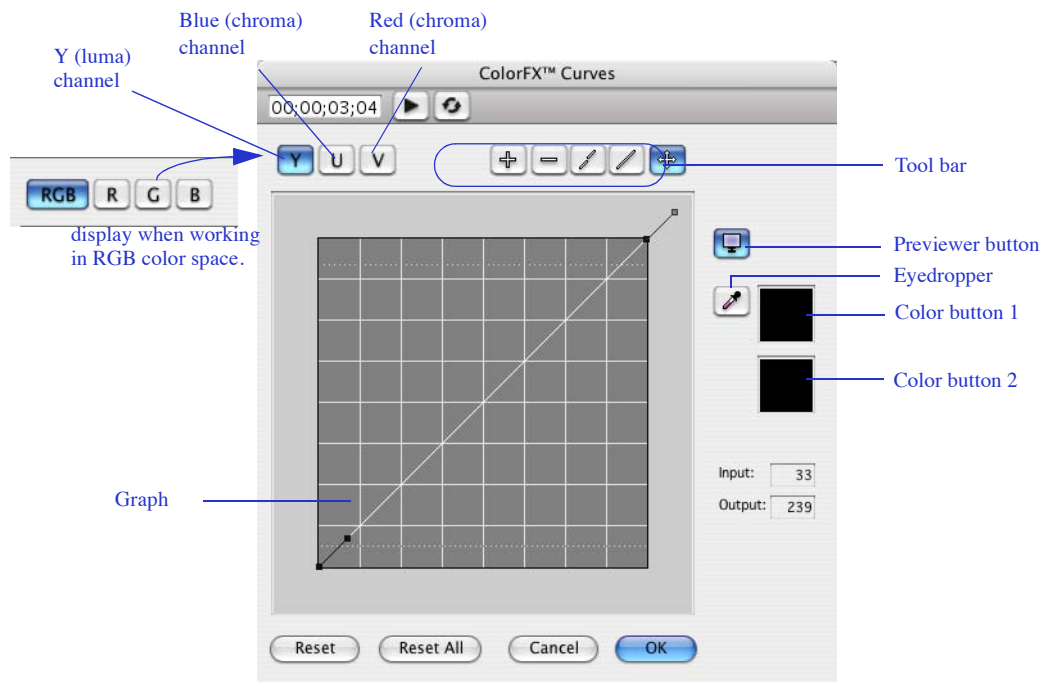 Blue (chroma)
channel
Red (chroma)
channel
Y (luma)
channel
ColorFX™ Curves
00;00;03;04
Y U V
Tool bar
RGB R G B
display when working
in RGB color space.
Previewer button
Eyedropper
Color button 1
Color button 2
Graph
Input: 33
Output: 239
Reset Reset All Cancel OK